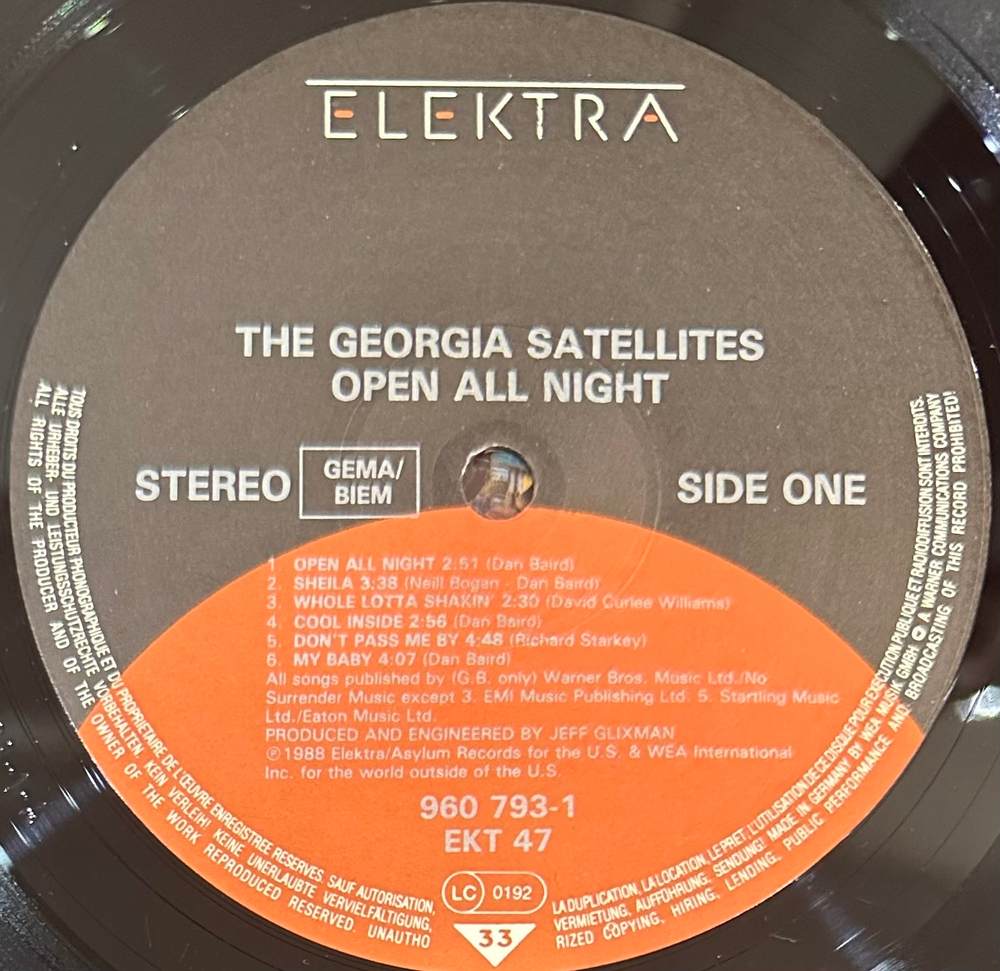 ELEKTRA
THE GEORGIA SATELLITES
OPEN ALL NIGHT
STEREO
GEMA/
BIEM
SIDE ONE
1. OPEN ALL NIGHT 2:51 (Dan Baird)
2. SHEILA 3:38 (Neill Bogan - Dan Baird)
3. WHOLE LOTTA SHAKIN' 2:30 (David Curlee Williams)
4. COOL INSIDE 2:56 (Dan Baird)
5. DON'T PASS ME BY 4:48 (Richard Starkey)
6. MY BABY 4:07 (Dan Baird)
All songs published by (G.B. only) Warner Bros. Music Ltd./No
Surrender Music except 3. EMI Music Publishing Ltd. 5. Startling Music
Ltd./Eaton Music Ltd.
PRODUCED AND ENGINEERED BY JEFF GLIXMAN
℗1988 Elektra/Asylum Records for the U.S. & WEA International
Inc. for the world outside of the U.S.
960 793-1
EKT 47
LC 0192
33
TOUS DROITS DU PRODUCTEUR PHONOGRAPHIQUE ET DU PROPRIETAIRE DE L'ŒUVRE ENREGISTREE RESERVES. SAUF AUTORISATION,
LA DUPLICATION, LA LOCATION, LE PRET, L'UTILISATION DE CE DISQUE POUR EXECUTION PUBLIQUE ET RADIODIFFUSION SONT INTERDITS.
ALLE URHEBER- UND LEISTUNGSSCHUTZRECHTE VORBEHALTEN. KEIN VERLEIH! KEINE UNERLAUBTE VERVIELFÄLTIGUNG,
VERMIETUNG, AUFFÜHRUNG, SENDUNG! MADE IN GERMANY BY WEA MUSIK GMBH A WARNER COMMUNICATIONS COMPANY
ALL RIGHTS OF THE PRODUCER AND OF THE OWNER OF THE WORK REPRODUCED RESERVED. UNAUTHO
RIZED COPYING, HIRING, LENDING, PUBLIC PERFORMANCE AND BROADCASTING OF THIS RECORD PROHIBITED!